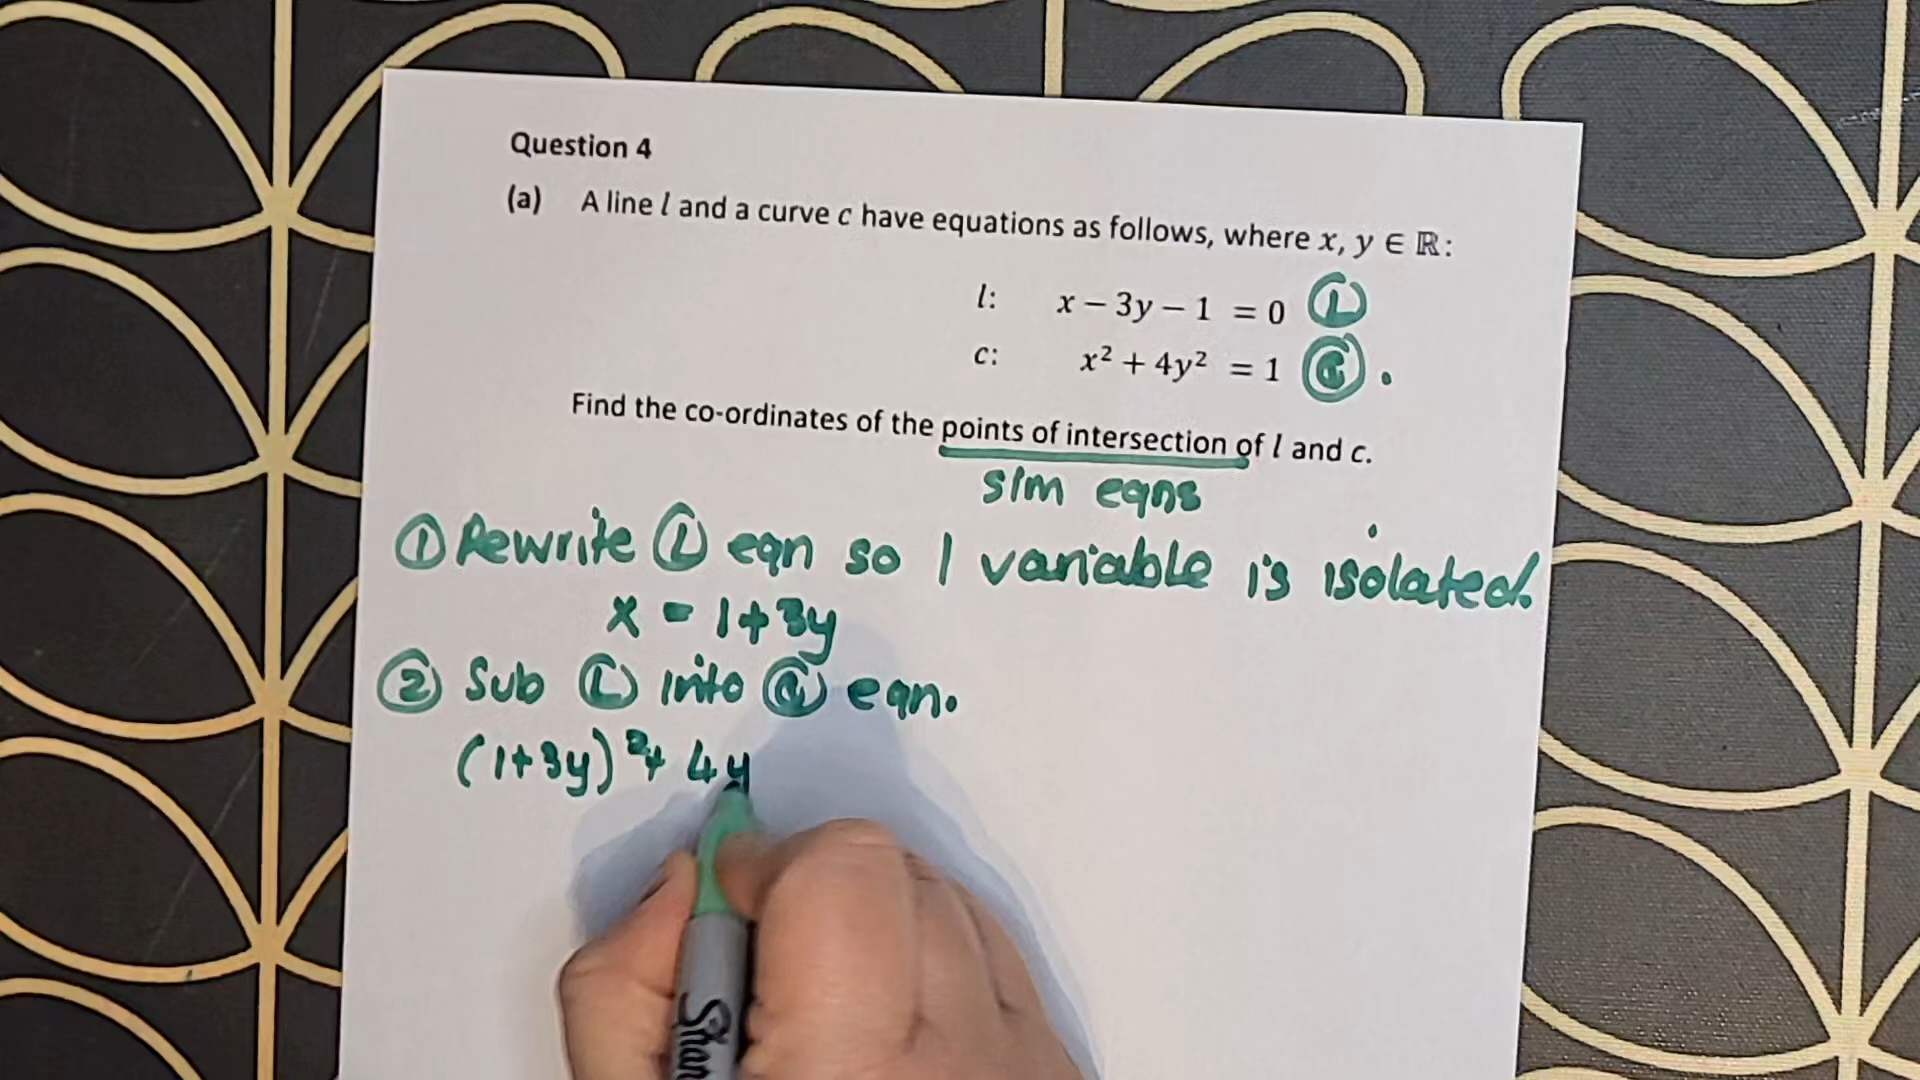 Question 4
(a) A line l and a curve c have equations as follows, where x, y ∈ ℝ:
l: x – 3y – 1 = 0 Ⓛ
c: x² + 4y² = 1 Ⓒ.
Find the co-ordinates of the points of intersection of l and c.
sim eqns
① Rewrite Ⓛ eqn so 1 variable is isolated.
x = 1+3y
② Sub Ⓛ into Ⓒ eqn.
(1+3y)² + 4y
Shar